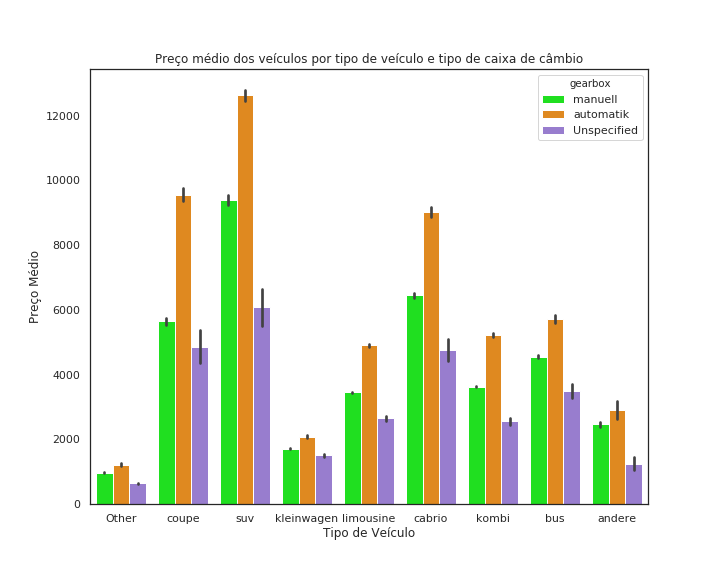 Preço médio dos veículos por tipo de veículo e tipo de caixa de câmbio
gearbox
manuell
automatik
Unspecified
Preço Médio
12000
10000
8000
6000
4000
2000
0
Other coupe suv kleinwagen limousine cabrio kombi bus andere
Tipo de Veículo